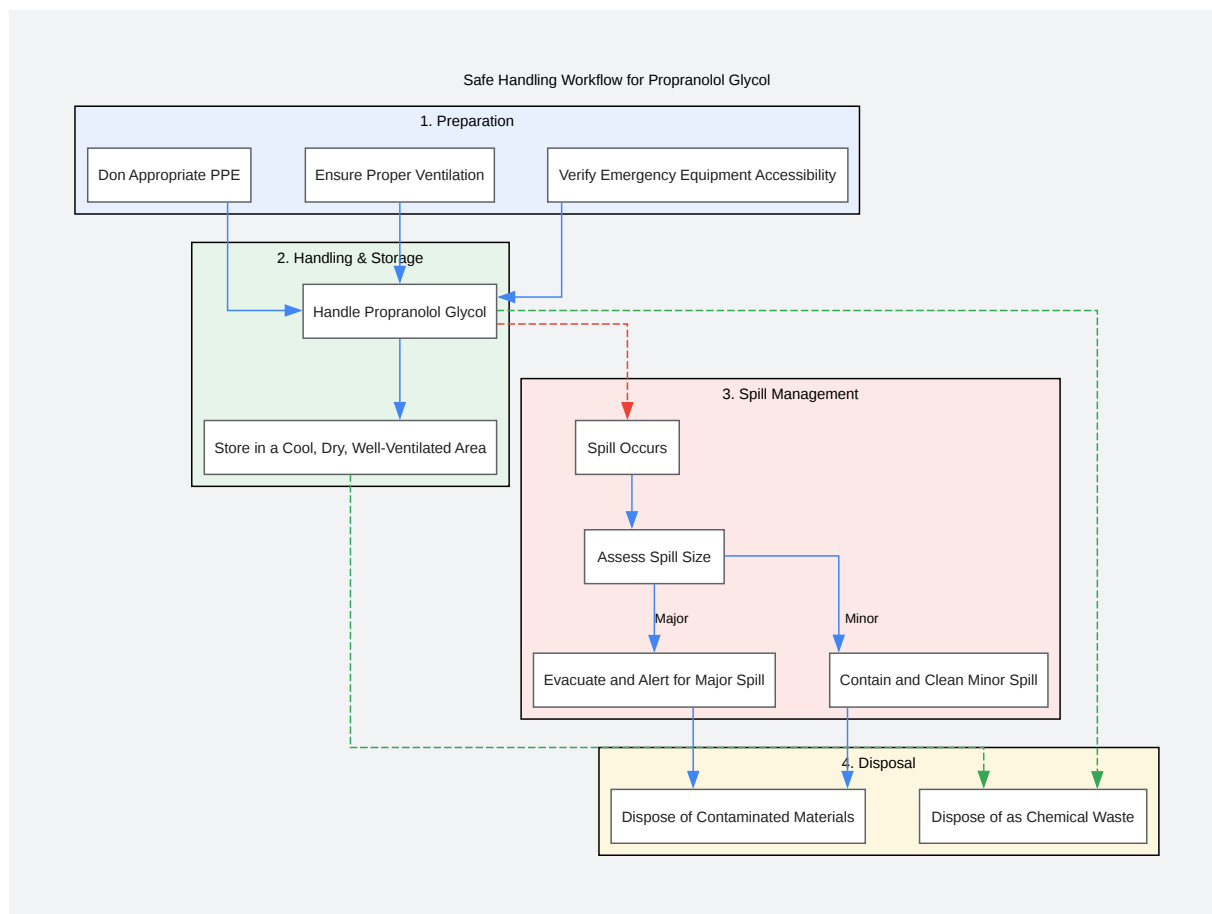 Safe Handling Workflow for Propranolol Glycol
1. Preparation
Don Appropriate PPE
Ensure Proper Ventilation
Verify Emergency Equipment Accessibility
2. Handling & Storage
Handle Propranolol Glycol
Store in a Cool, Dry, Well-Ventilated Area
3. Spill Management
Spill Occurs
Assess Spill Size
Major
Minor
Evacuate and Alert for Major Spill
Contain and Clean Minor Spill
4. Disposal
Dispose of Contaminated Materials
Dispose of as Chemical Waste